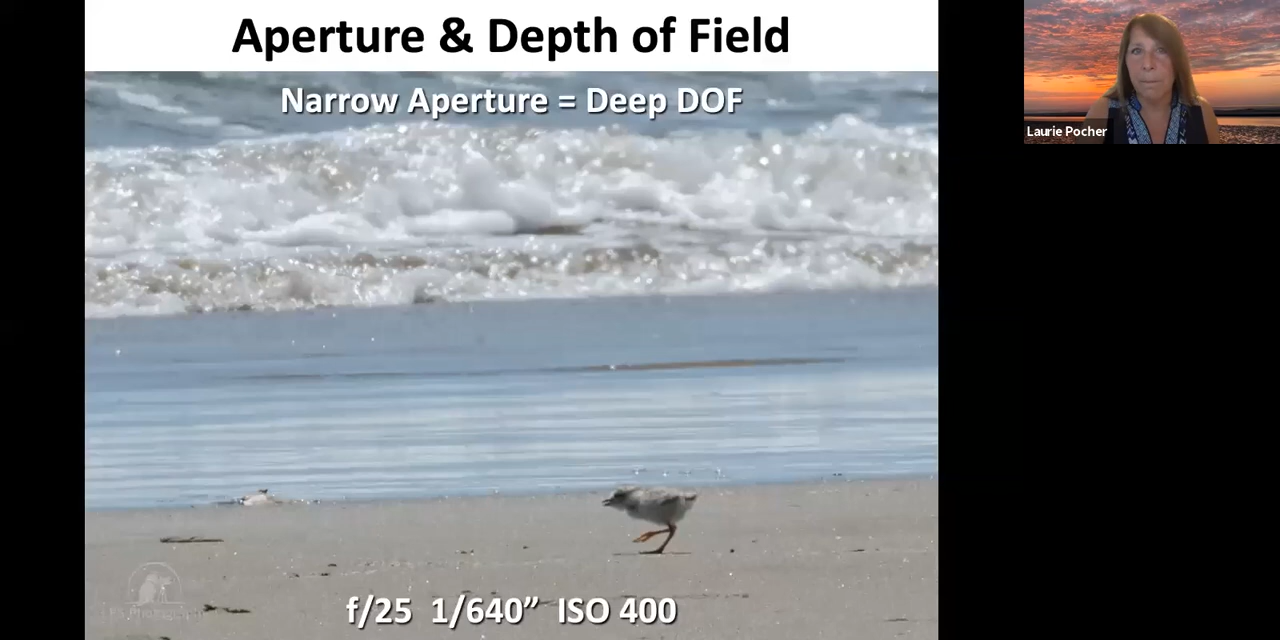 Aperture & Depth of Field
Narrow Aperture = Deep DOF
Laurie Pocher
f/25 1/640” ISO 400